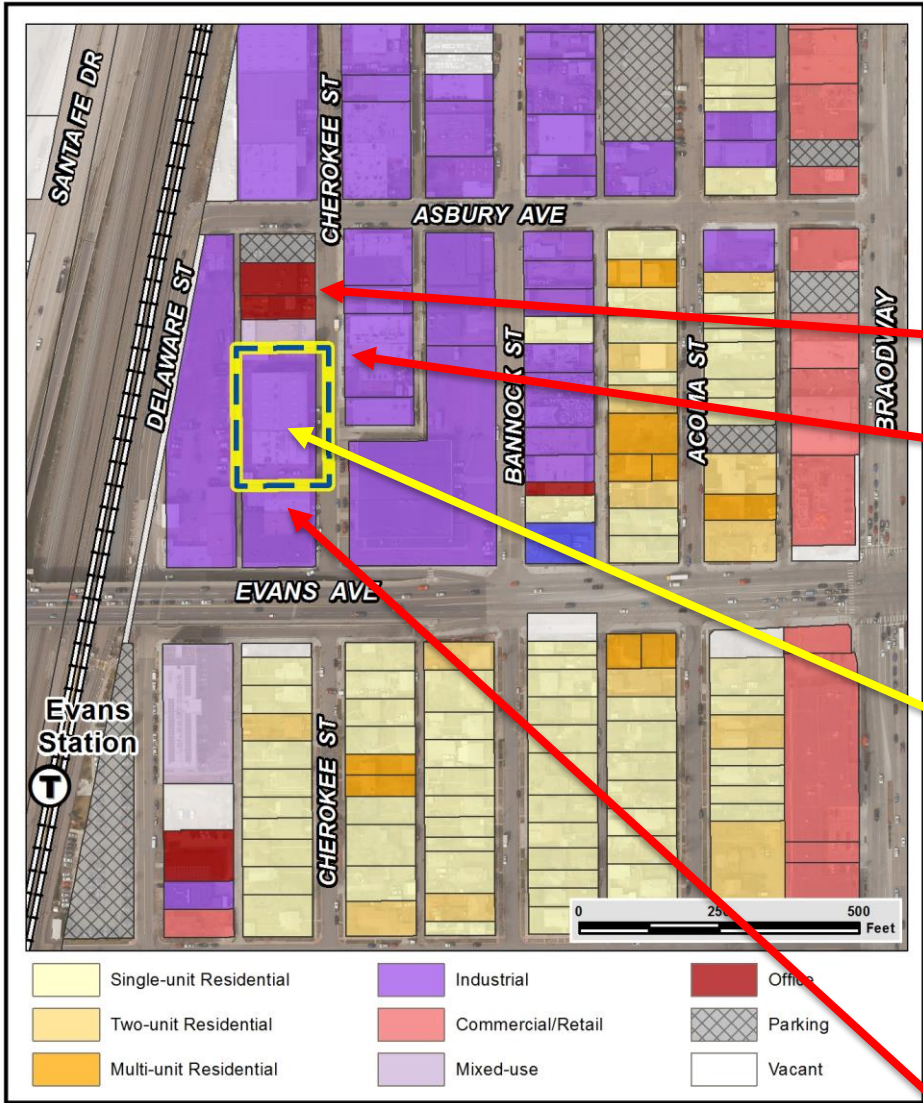 SANTA FE DR
CHEROKEE ST
ASBURY AVE
DELAWARE ST
BANNOCK ST
ACOMA ST
BRAODWAY
EVANS AVE
Evans
Station
T
CHEROKEE ST
0 250 500
Feet
Single-unit Residential
Industrial
Office
Two-unit Residential
Commercial/Retail
Parking
Multi-unit Residential
Mixed-use
Vacant